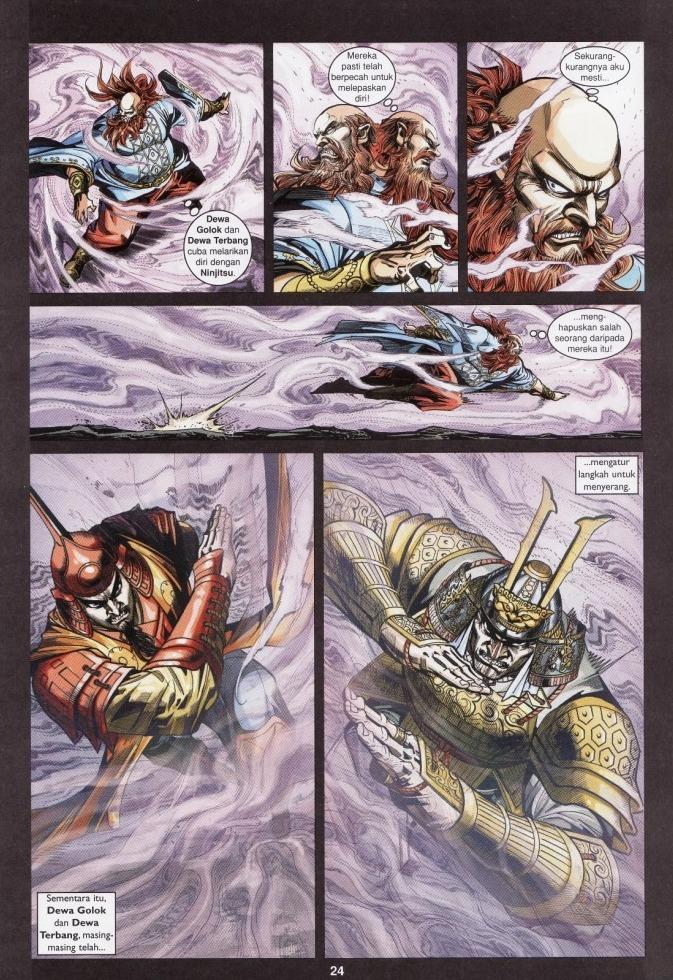 Dewa
Golok dan
Dewa Terbang
cuba melarikan
diri dengan
Ninjitsu.
Mereka
pasti telah
berpecah untuk
melepaskan
diri!
Sekurang-
kurangnya aku
mesti...
...meng-
hapuskan salah
seorang daripada
mereka itu!
Sementara itu,
Dewa Golok
dan Dewa
Terbang, masing-
masing telah...
...mengatur
langkah untuk
menyerang.
24